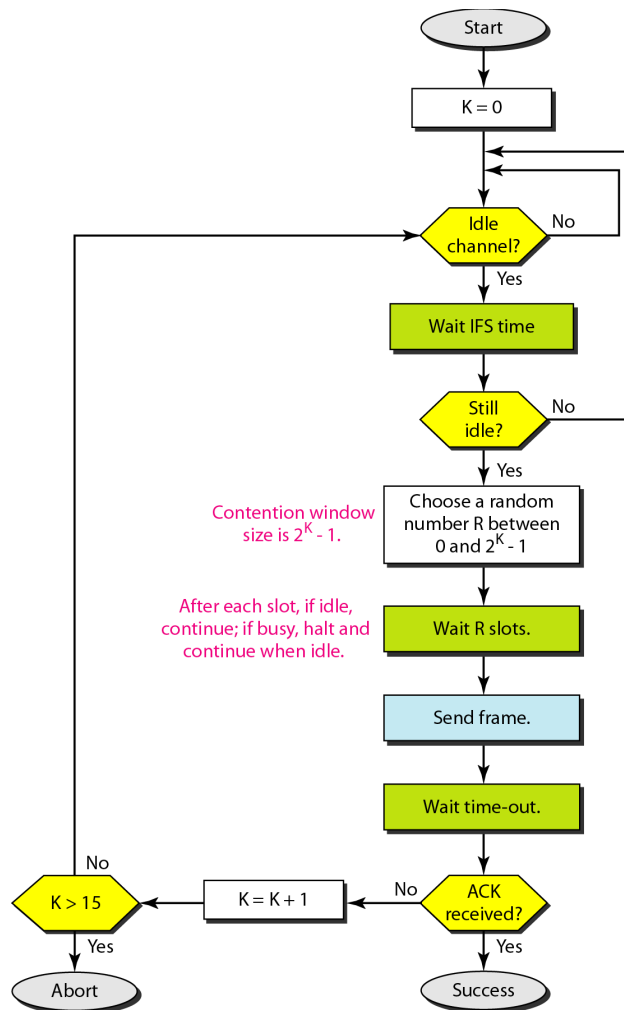 Start
K = 0
Idle
channel?
No
Yes
Wait IFS time
Still
idle?
No
Yes
Contention window
size is 2^K - 1.
Choose a random
number R between
0 and 2^K - 1
After each slot, if idle,
continue; if busy, halt and
continue when idle.
Wait R slots.
Send frame.
Wait time-out.
ACK
received?
No
Yes
K = K + 1
K > 15
No
Yes
Abort
Success